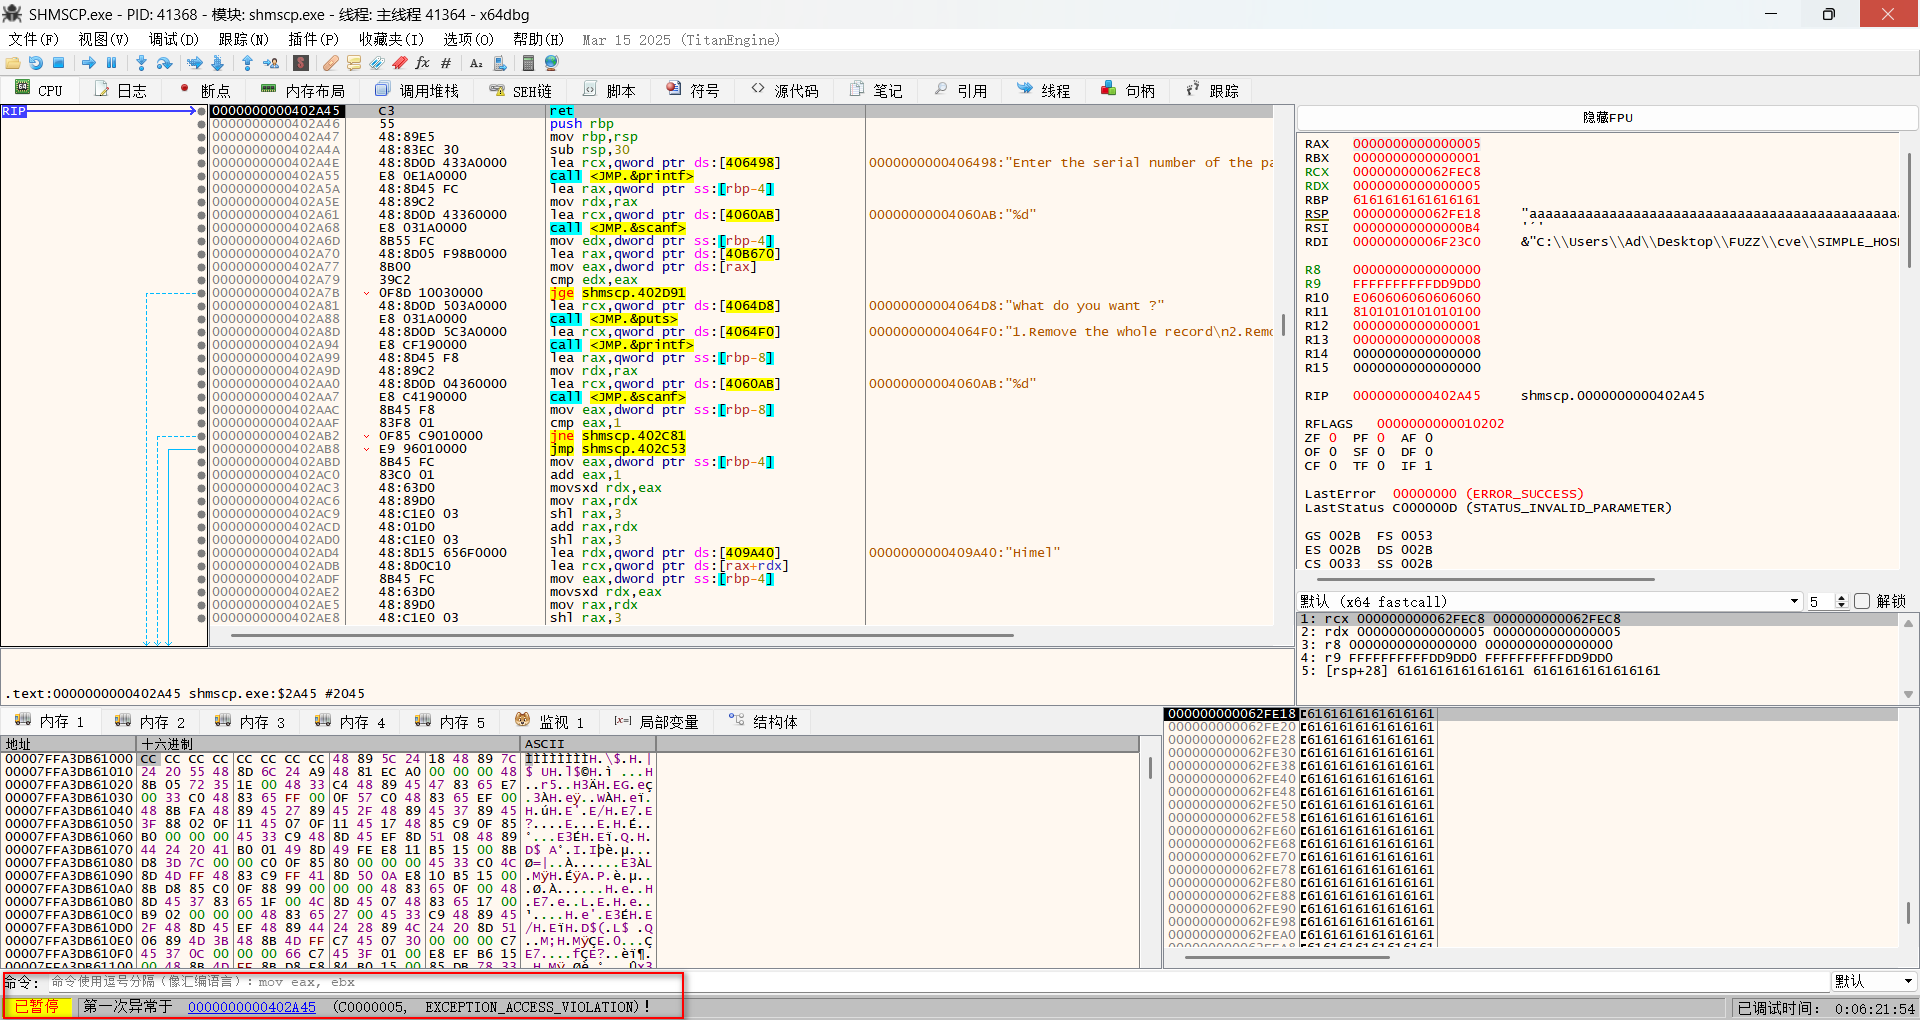 SHMSCP.exe - PID: 41368 - 模块: shmscp.exe - 线程: 主线程 41364 - x64dbg
文件(F) 视图(V) 调试(D) 跟踪(N) 插件(P) 收藏夹(I) 选项(O) 帮助(H) Mar 15 2025 (TitanEngine)
CPU 日志 断点 内存布局 调用堆栈 SEH链 脚本 符号 源代码 笔记 引用 线程 句柄 跟踪
RIP
0000000000402A45 C3 ret
0000000000402A46 55 push rbp
0000000000402A47 48:89E5 mov rbp,rsp
0000000000402A4A 48:83EC 30 sub rsp,30
0000000000402A4E 48:8D0D 433A0000 lea rcx,qword ptr ds:[406498] 0000000000406498:"Enter the serial number of the pa
0000000000402A55 E8 0E1A0000 call <JMP.&printf>
0000000000402A5A 48:8D45 FC lea rax,qword ptr ss:[rbp-4]
0000000000402A5E 48:89C2 mov rdx,rax
0000000000402A61 48:8D0D 43360000 lea rcx,qword ptr ds:[4060AB] 00000000004060AB:"%d"
0000000000402A68 E8 031A0000 call <JMP.&scanf>
0000000000402A6D 8B55 FC mov edx,dword ptr ss:[rbp-4]
0000000000402A70 48:8D05 F98B0000 lea rax,qword ptr ds:[40B670]
0000000000402A77 8B00 mov eax,dword ptr ds:[rax]
0000000000402A79 39C2 cmp edx,eax
0000000000402A7B 0F8D 10030000 jge shmscp.402D91
0000000000402A81 48:8D0D 503A0000 lea rcx,qword ptr ds:[4064D8] 00000000004064D8:"What do you want ?"
0000000000402A88 E8 031A0000 call <JMP.&puts>
0000000000402A8D 48:8D0D 5C3A0000 lea rcx,qword ptr ds:[4064F0] 00000000004064F0:"1.Remove the whole record\n2.Remo
0000000000402A94 E8 CF190000 call <JMP.&printf>
0000000000402A99 48:8D45 F8 lea rax,qword ptr ss:[rbp-8]
0000000000402A9D 48:89C2 mov rdx,rax
0000000000402AA0 48:8D0D 04360000 lea rcx,qword ptr ds:[4060AB] 00000000004060AB:"%d"
0000000000402AA7 E8 C4190000 call <JMP.&scanf>
0000000000402AAC 8B45 F8 mov eax,dword ptr ss:[rbp-8]
0000000000402AAF 83F8 01 cmp eax,1
0000000000402AB2 0F85 C9010000 jne shmscp.402C81
0000000000402AB8 E9 96010000 jmp shmscp.402C53
0000000000402ABD 8B45 FC mov eax,dword ptr ss:[rbp-4]
0000000000402AC0 83C0 01 add eax,1
0000000000402AC3 48:63D0 movsxd rdx,eax
0000000000402AC6 48:89D0 mov rax,rdx
0000000000402AC9 48:C1E0 03 shl rax,3
0000000000402ACD 48:01D0 add rax,rdx
0000000000402AD0 48:C1E0 03 shl rax,3
0000000000402AD4 48:8D15 656F0000 lea rdx,qword ptr ds:[409A40] 0000000000409A40:"Himel"
0000000000402ADB 48:8D0C10 lea rcx,qword ptr ds:[rax+rdx]
0000000000402ADF 8B45 FC mov eax,dword ptr ss:[rbp-4]
0000000000402AE2 48:63D0 movsxd rdx,eax
0000000000402AE5 48:89D0 mov rax,rdx
0000000000402AE8 48:C1E0 03 shl rax,3
.text:0000000000402A45 shmscp.exe:$2A45 #2045
隐藏FPU
RAX 0000000000000005
RBX 0000000000000001
RCX 000000000062FEC8
RDX 0000000000000005
RBP 6161616161616161
RSP 000000000062FE18 "aaaaaaaaaaaaaaaaaaaaaaaaaaaaaaaaaaaaaaaaaaaaaa
RSI 00000000000000B4 '´'
RDI 00000000006F23C0 &"C:\\Users\\Ad\\Desktop\\FUZZ\\cve\\SIMPLE_HOS
R8 0000000000000000
R9 FFFFFFFFFFDD9DD0
R10 E060606060606060
R11 8101010101010100
R12 0000000000000001
R13 0000000000000008
R14 0000000000000000
R15 0000000000000000
RIP 0000000000402A45 shmscp.0000000000402A45
RFLAGS 0000000000010202
ZF 0 PF 0 AF 0
OF 0 SF 0 DF 0
CF 0 TF 0 IF 1
LastError 00000000 (ERROR_SUCCESS)
LastStatus C000000D (STATUS_INVALID_PARAMETER)
GS 002B FS 0053
ES 002B DS 002B
CS 0033 SS 002B
默认 (x64 fastcall) 5 解锁
1: rcx 000000000062FEC8 000000000062FEC8
2: rdx 0000000000000005 0000000000000005
3: r8 0000000000000000 0000000000000000
4: r9 FFFFFFFFFFDD9DD0 FFFFFFFFFFDD9DD0
5: [rsp+28] 6161616161616161 6161616161616161
内存 1 内存 2 内存 3 内存 4 内存 5 监视 1 局部变量 结构体
地址 十六进制 ASCII
00007FFA3DB61000 CC CC CC CC CC CC CC CC 48 89 5C 24 18 48 89 7C ÌÌÌÌÌÌÌÌH.\$.H.|
00007FFA3DB61010 24 20 55 48 8D 6C 24 A9 48 81 EC A0 00 00 00 48 $ UH.l$©H.ì ...H
00007FFA3DB61020 8B 05 72 35 1E 00 48 33 C4 48 89 45 47 83 65 E7 ..r5..H3ÄH.EG.eç
00007FFA3DB61030 00 33 C0 48 83 65 FF 00 0F 57 C0 48 83 65 EF 00 .3ÀH.eÿ..WÀH.eï.
00007FFA3DB61040 48 8B FA 48 89 45 27 89 45 2F 48 89 45 37 89 45 H.úH.E'.E/H.E7.E
00007FFA3DB61050 3F 88 02 0F 11 45 07 0F 11 45 17 48 85 C9 0F 85 ?....E...E.H.É..
00007FFA3DB61060 B0 00 00 00 45 33 C9 48 8D 45 EF 8D 51 08 48 89 °...E3ÉH.Eï.Q.H.
00007FFA3DB61070 44 24 20 41 B0 01 49 8D 49 FE E8 11 B5 15 00 8B D$ A°.I.Iþè.µ...
00007FFA3DB61080 D8 3D 7C 00 00 C0 0F 85 80 00 00 00 45 33 C0 4C Ø=|..À......E3ÀL
00007FFA3DB61090 8D 4D FF 48 83 C9 FF 41 8D 50 0A E8 10 B5 15 00 .MÿH.ÉÿA.P.è.µ..
00007FFA3DB610A0 8B D8 85 C0 0F 88 99 00 00 00 48 83 65 0F 00 48 .Ø.À......H.e..H
00007FFA3DB610B0 8D 45 37 83 65 1F 00 4C 8D 45 07 48 83 65 17 00 .E7.e..L.E.H.e..
00007FFA3DB610C0 B9 02 00 00 00 48 83 65 27 00 45 33 C9 48 89 45 ¹....H.e'.E3ÉH.E
00007FFA3DB610D0 2F 48 8D 45 EF 48 89 44 24 28 89 4C 24 20 8D 51 /H.EïH.D$(.L$ .Q
00007FFA3DB610E0 06 89 4D 3B 48 8B 4D FF C7 45 07 30 00 00 00 C7 ..M;H.MÿÇE.0...Ç
00007FFA3DB610F0 45 37 0C 00 00 00 66 C7 45 3F 01 00 E8 EF B6 15 E7....fÇE?..èï¶.
000000000062FE18 6161616161616161
000000000062FE20 6161616161616161
000000000062FE28 6161616161616161
000000000062FE30 6161616161616161
000000000062FE38 6161616161616161
000000000062FE40 6161616161616161
000000000062FE48 6161616161616161
000000000062FE50 6161616161616161
000000000062FE58 6161616161616161
000000000062FE60 6161616161616161
000000000062FE68 6161616161616161
000000000062FE70 6161616161616161
000000000062FE78 6161616161616161
000000000062FE80 6161616161616161
000000000062FE88 6161616161616161
000000000062FE90 6161616161616161
000000000062FE98 6161616161616161
000000000062FEA0 6161616161616161
命令: 命令使用逗号分隔 (像汇编语言) : mov eax, ebx 默认
已暂停 第一次异常于 0000000000402A45 (C0000005, EXCEPTION_ACCESS_VIOLATION)! 已调试时间: 0:06:21:54